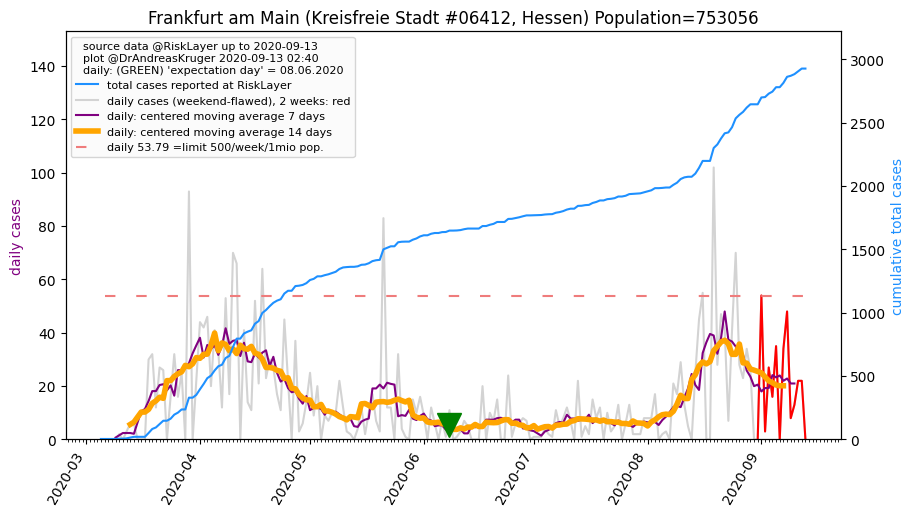 Frankfurt am Main (Kreisfreie Stadt #06412, Hessen) Population=753056
source data @RiskLayer up to 2020-09-13
plot @DrAndreasKruger 2020-09-13 02:40
daily: (GREEN) 'expectation day' = 08.06.2020
total cases reported at RiskLayer
daily cases (weekend-flawed), 2 weeks: red
daily: centered moving average 7 days
daily: centered moving average 14 days
daily 53.79 =limit 500/week/1mio pop.
daily cases
140
120
100
80
60
40
20
0
3000
2500
2000
1500
1000
500
0
cumulative total cases
2020-03
2020-04
2020-05
2020-06
2020-07
2020-08
2020-09